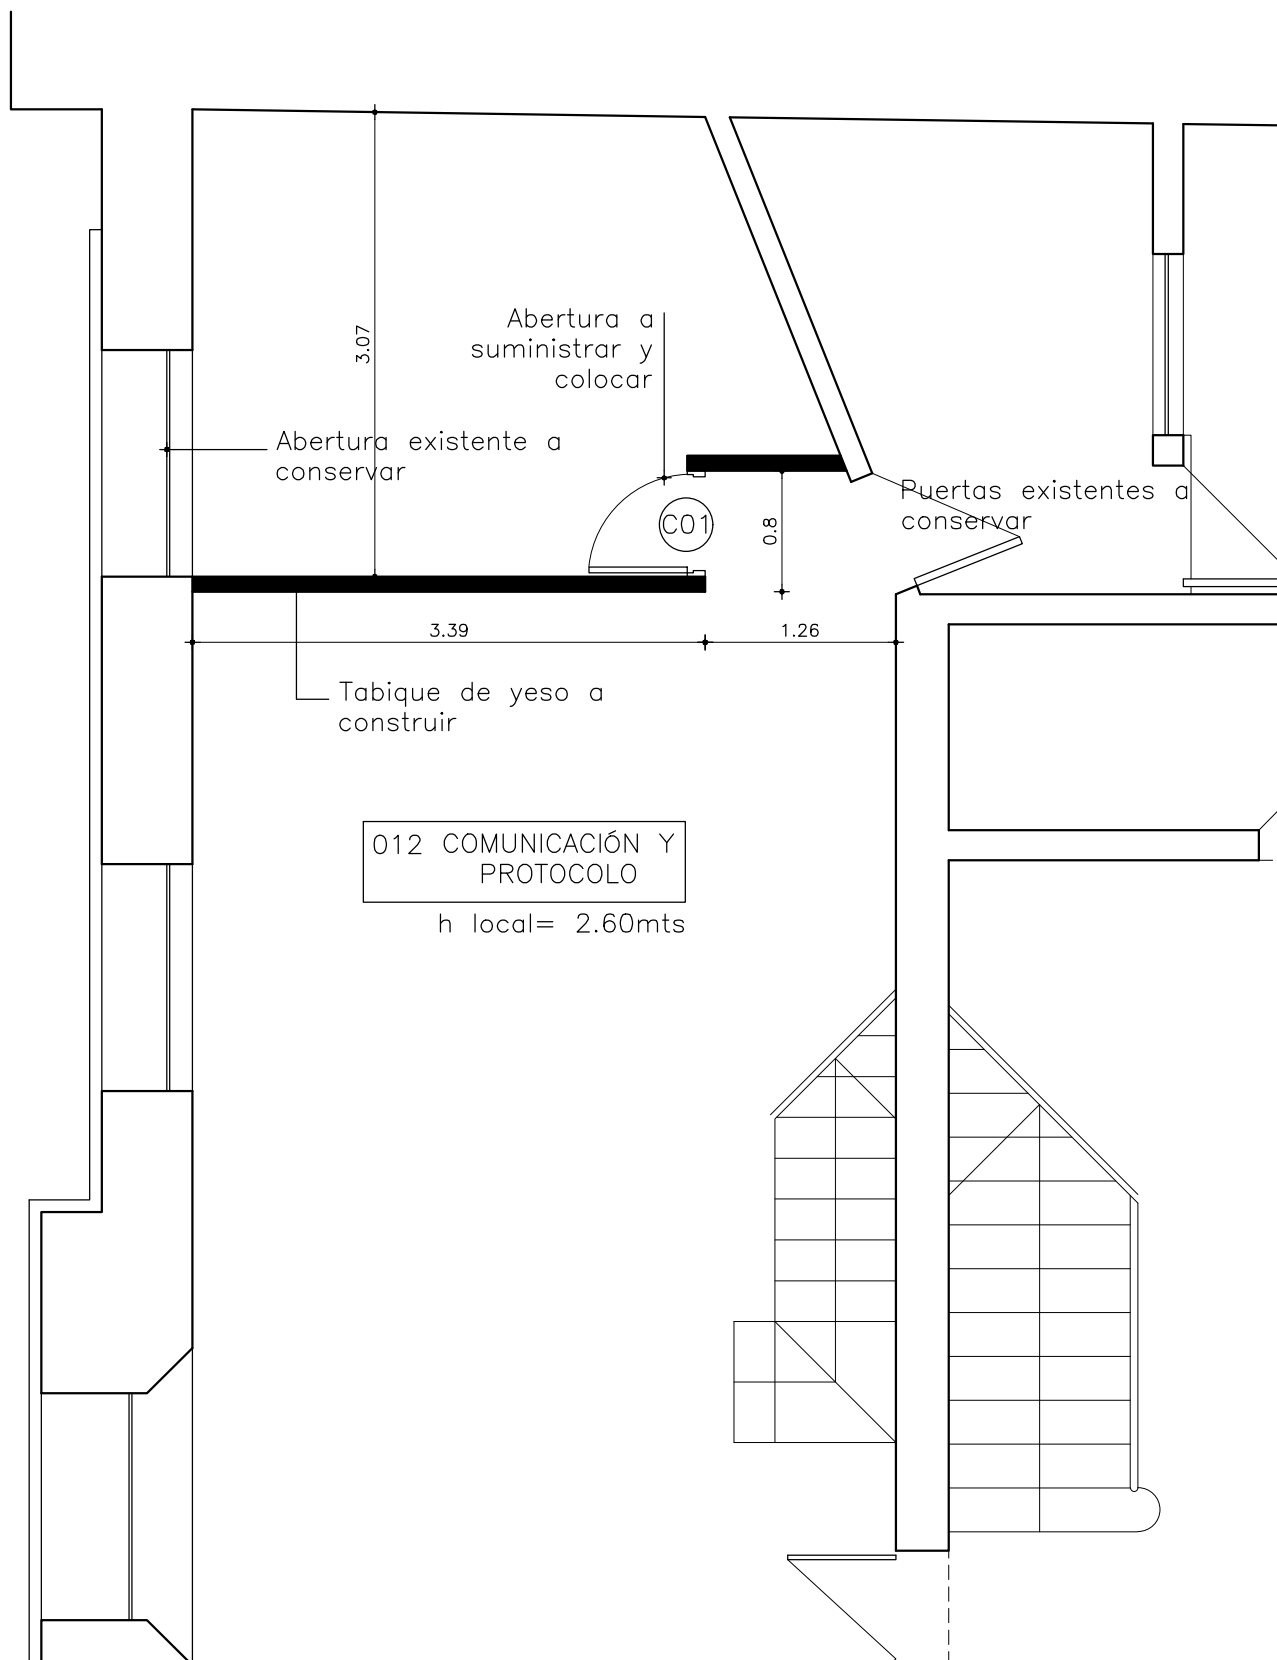 3.07
Abertura a
suministrar y
colocar
Abertura existente a
conservar
Puertas existentes a
conservar
C01
0.8
3.39
1.26
Tabique de yeso a
construir
012 COMUNICACIÓN Y
PROTOCOLO
h local= 2.60mts